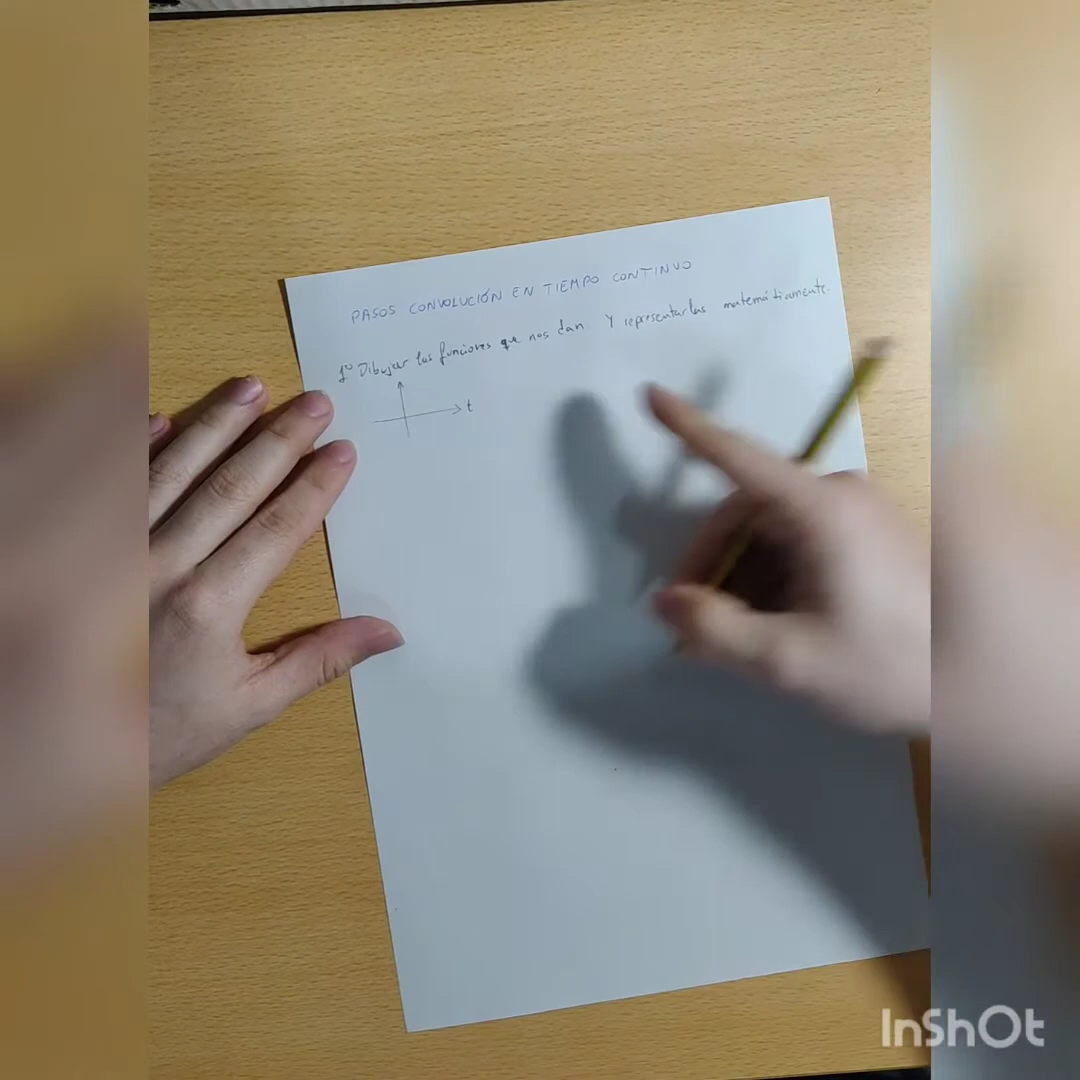 PASOS CONVOLUCIÓN EN TIEMPO CONTINUO
1º Dibujar las funciones que nos dan y representarlas matemáticamente.
t
InShOt